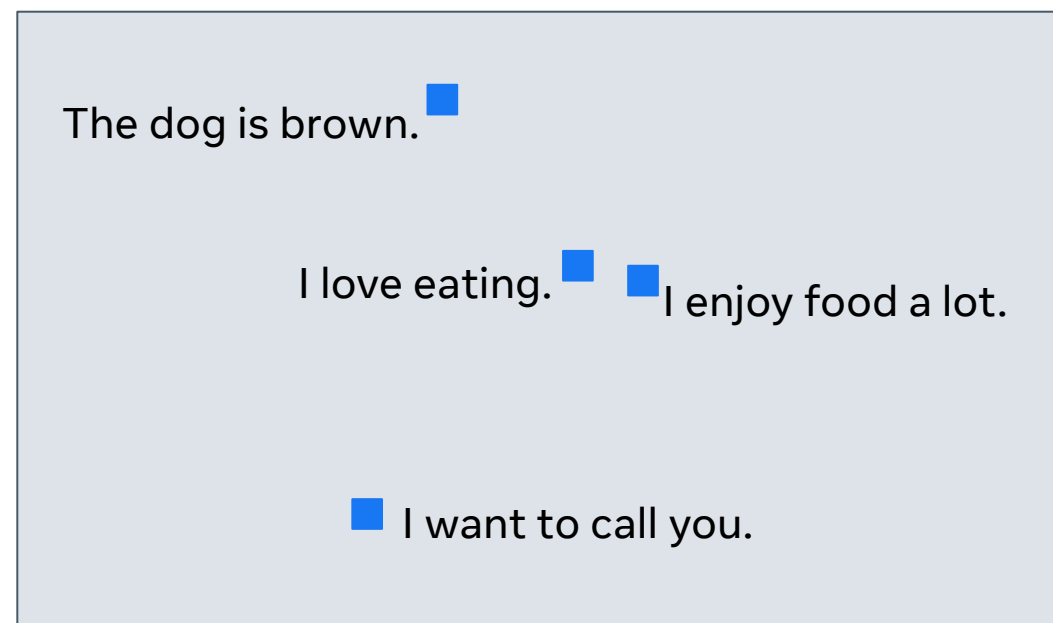 The dog is brown.
I love eating.
I enjoy food a lot.
I want to call you.